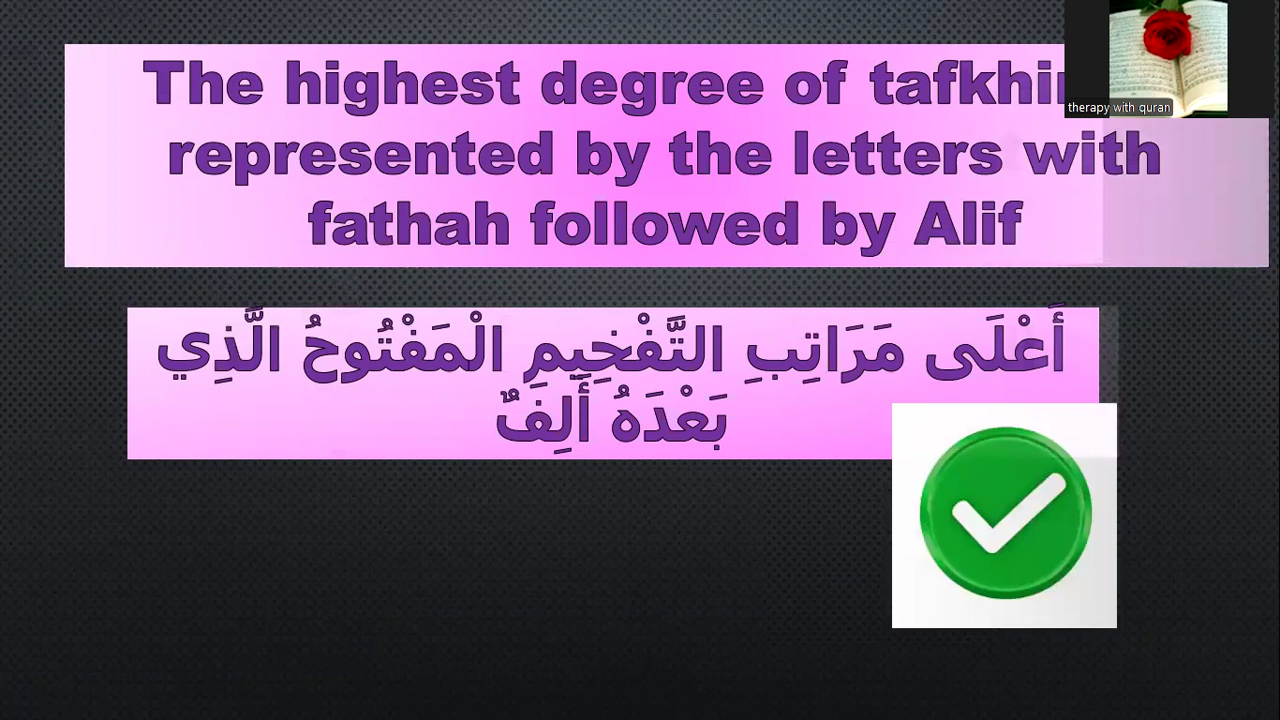 The highest degree of
therapy with quran
represented by the letters with
fathah followed by Alif
أَعْلَى مَرَاتِبِ التَّفْخِيمِ الْمَفْتُوحُ الَّذِي
بَعْدَهُ أَلِفٌ